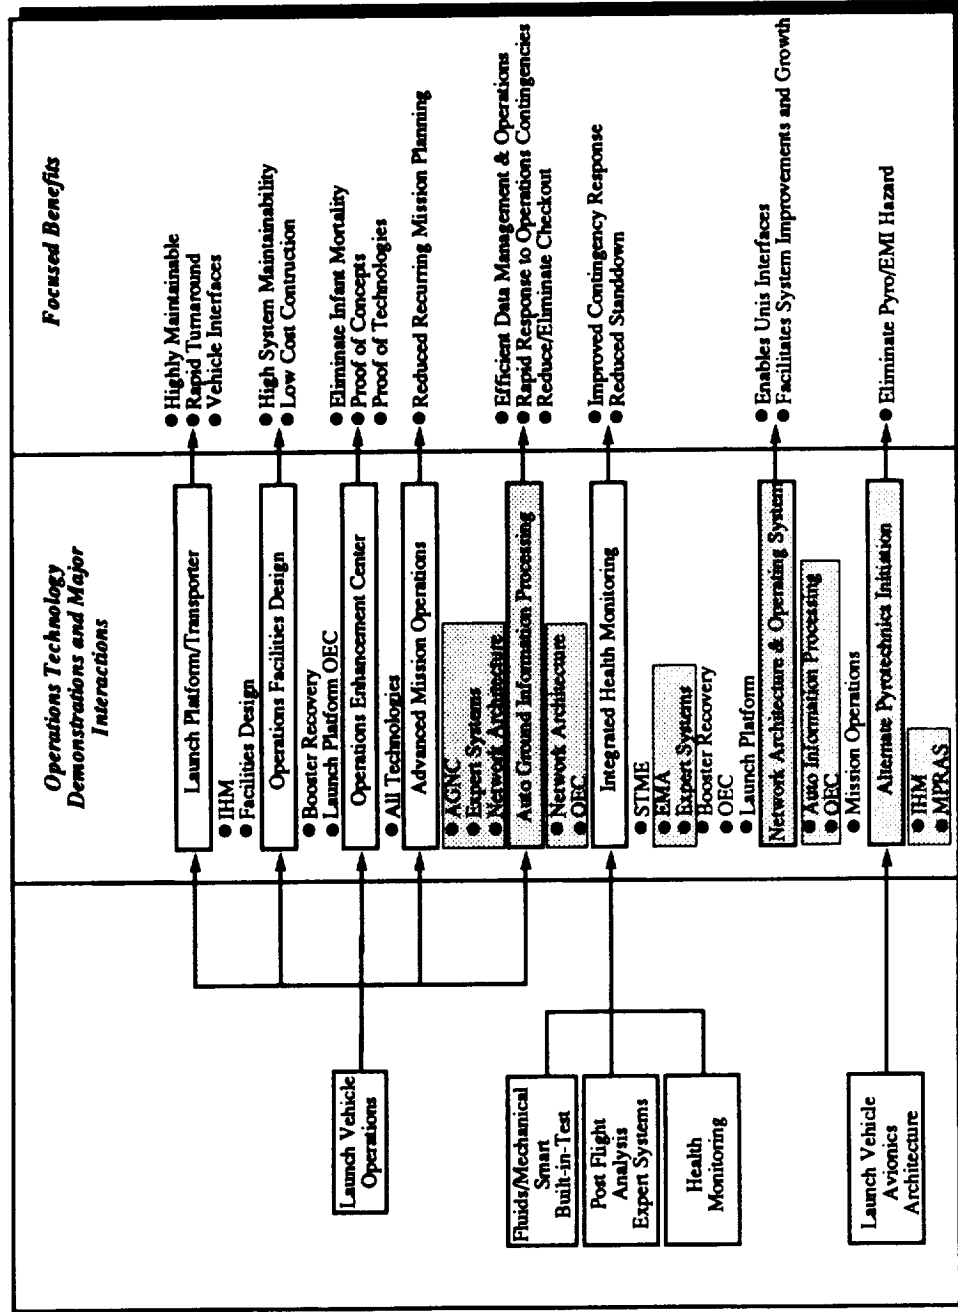 Operations Technology
Demonstrations and Major
Interactions
Focused Benefits
Launch Vehicle
Operations
Fluids/Mechanical
Smart
Built-in-Test
Post Flight
Analysis
Expert Systems
Health
Monitoring
Launch Vehicle
Avionics
Architecture
Launch Platform/Transporter
● IHM
● Facilities Design
Operations Facilities Design
● Booster Recovery
● Launch Platform OEC
Operations Enhancement Center
● All Technologies
Advanced Mission Operations
● AGNC
● Expert Systems
● Network Architecture
Auto Ground Information Processing
● Network Architecture
● OEC
Integrated Health Monitoring
● STME
● EMA
● Expert Systems
● Booster Recovery
● OEC
● Launch Platform
Network Architecture & Operating System
● Auto Information Processing
● OEC
● Mission Operations
Alternate Pyrotechnics Initiation
● IHM
● MPRAS
● Highly Maintainable
● Rapid Turnaround
● Vehicle Interfaces
● High System Maintainability
● Low Cost Contruction
● Eliminate Infant Mortality
● Proof of Concepts
● Proof of Technologies
● Reduced Recurring Mission Planning
● Efficient Data Management & Operations
● Rapid Response to Operations Contingencies
● Reduce/Eliminate Checkout
● Improved Contingency Response
● Reduced Standdown
● Enables Unis Interfaces
● Facilitates System Improvements and Growth
● Eliminate Pyro/EMI Hazard